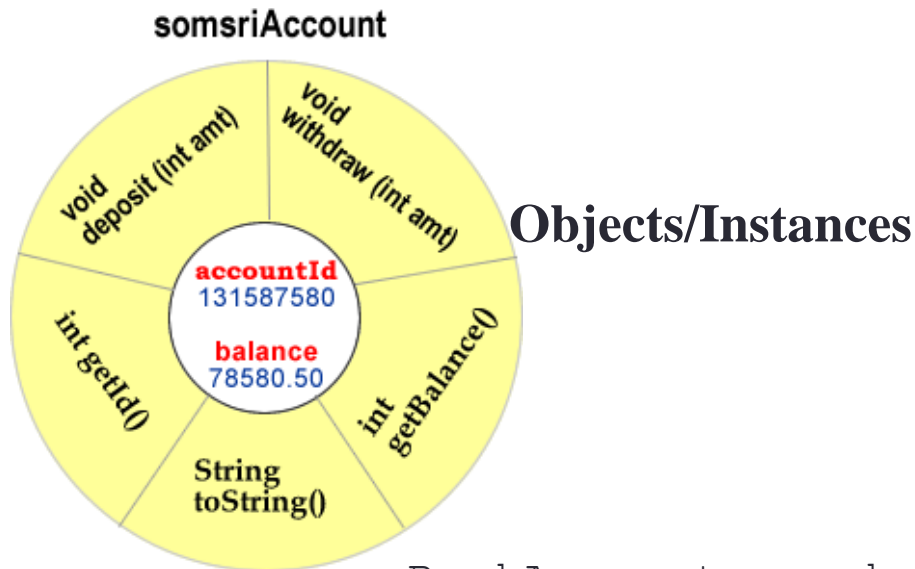 somsriAccount
void
deposit (int amt)
void
withdraw (int amt)
Objects/Instances
accountId
131587580
balance
78580.50
int getId()
int
getBalance()
String
toString()